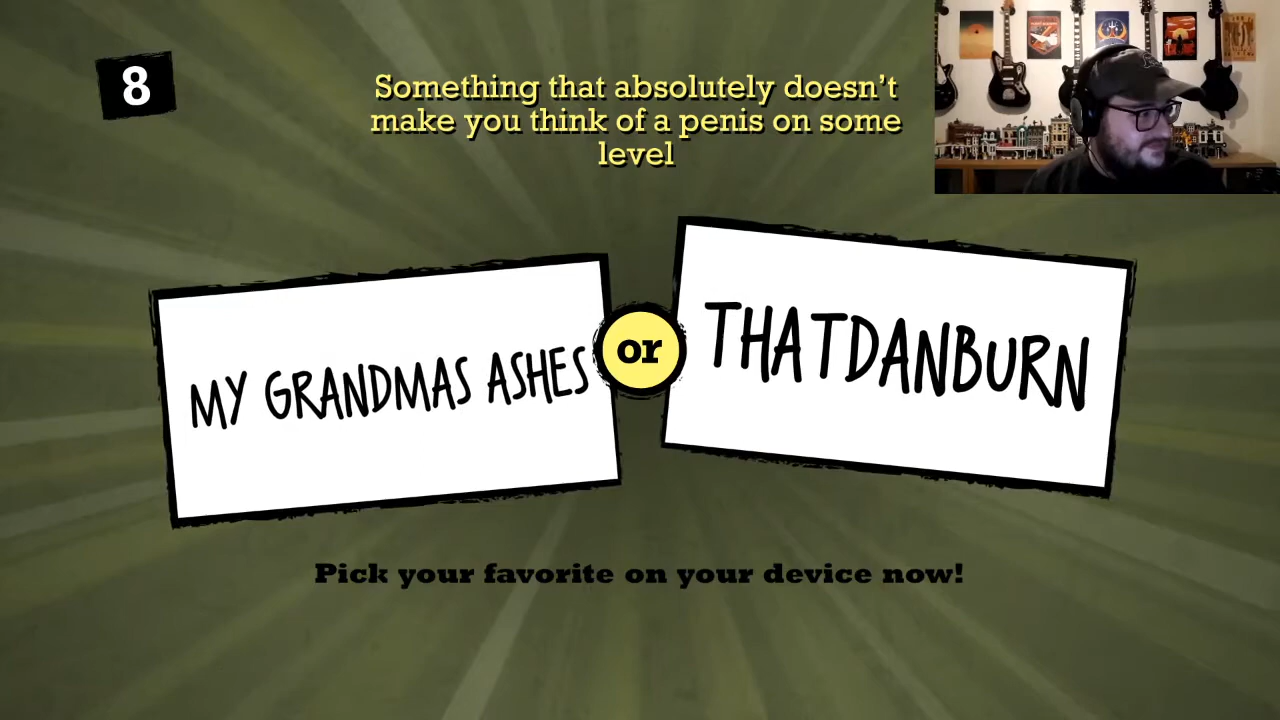 8
Something that absolutely doesn't
make you think of a penis on some
level
MY GRANDMAS ASHES
or
THATDANBURN
Pick your favorite on your device now!